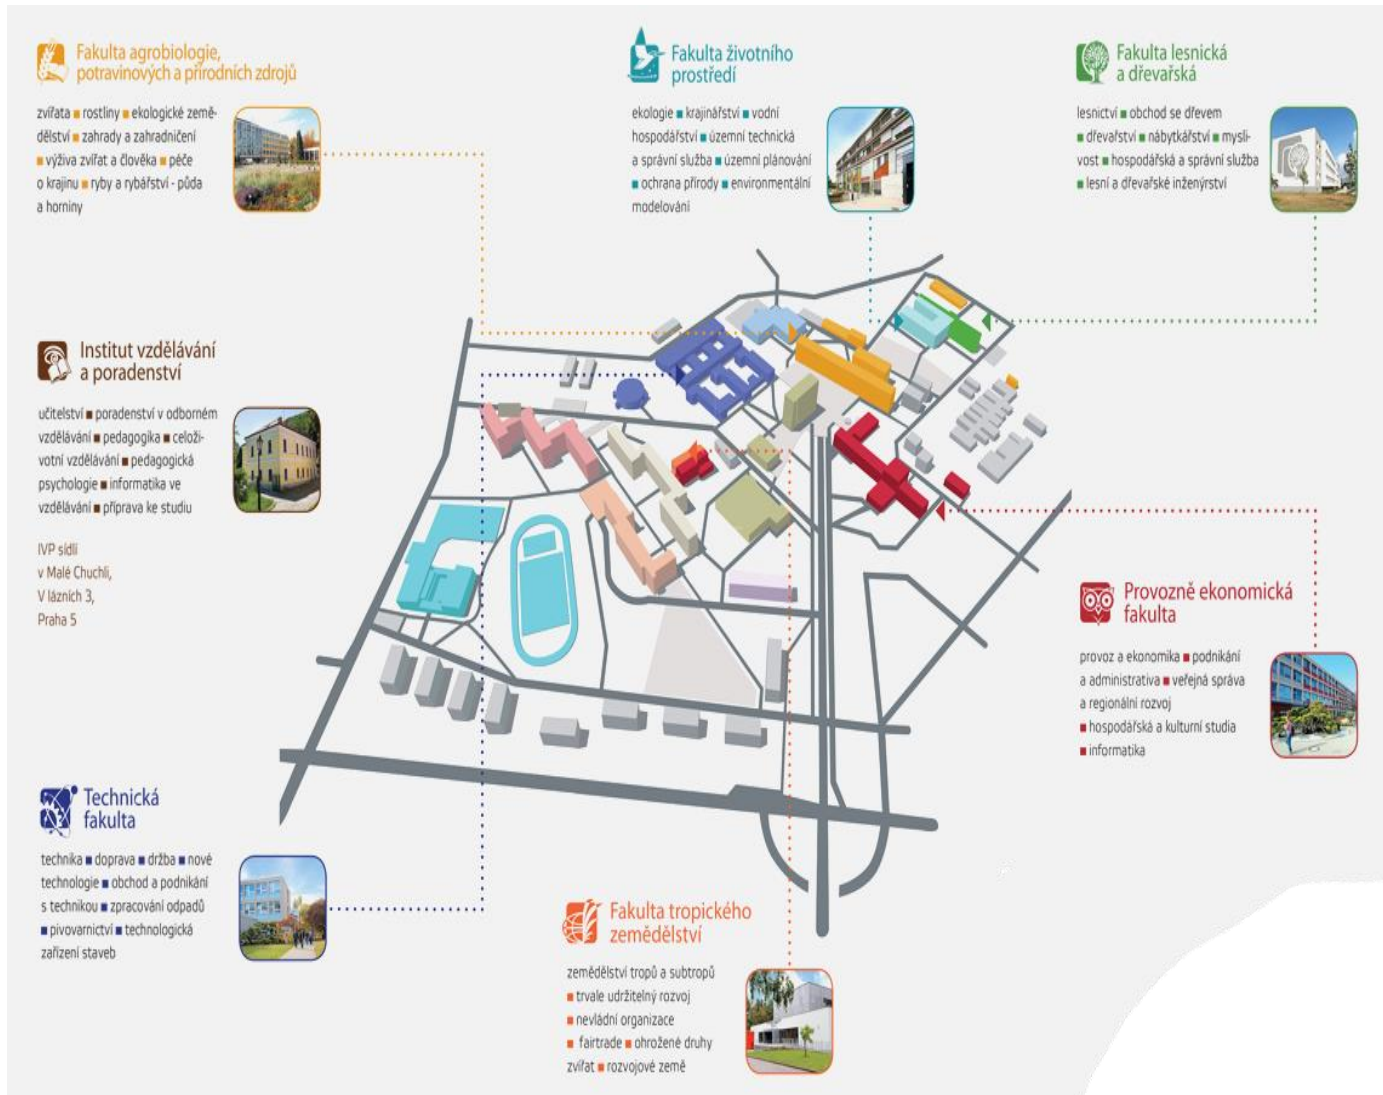 Fakulta agrobiologie,
potravinových a přírodních zdrojů
zvířata ■ rostliny ■ ekologické země-
dělství ■ zahrady a zahradničení
■ výživa zvířat a člověka ■ péče
o krajinu ■ ryby a rybářství - půda
a horniny
Fakulta životního
prostředí
ekologie ■ krajinářství ■ vodní
hospodářství ■ územní technická
a správní služba ■ územní plánování
■ ochrana přírody ■ environmentální
modelování
Fakulta lesnická
a dřevařská
lesnictví ■ obchod se dřevem
■ dřevařství ■ nábytkářství ■ mysli-
vost ■ hospodářská a správní služba
■ lesní a dřevařské inženýrství
Institut vzdělávání
a poradenství
učitelství ■ poradenství v odborném
vzdělávání ■ pedagogika ■ celoži-
votní vzdělávání ■ pedagogická
psychologie ■ informatika ve
vzdělávání ■ příprava ke studiu
IVP sídlí
v Malé Chuchli,
V lázních 3,
Praha 5
Provozně ekonomická
fakulta
provoz a ekonomika ■ podnikání
a administrativa ■ veřejná správa
a regionální rozvoj
■ hospodářská a kulturní studia
■ informatika
Technická
fakulta
technika ■ doprava ■ držba ■ nové
technologie ■ obchod a podnikání
s technikou ■ zpracování odpadů
■ pivovarnictví ■ technologická
zařízení staveb
Fakulta tropického
zemědělství
zemědělství tropů a subtropů
■ trvale udržitelný rozvoj
■ nevládní organizace
■ fairtrade ■ ohrožené druhy
zvířat ■ rozvojové země